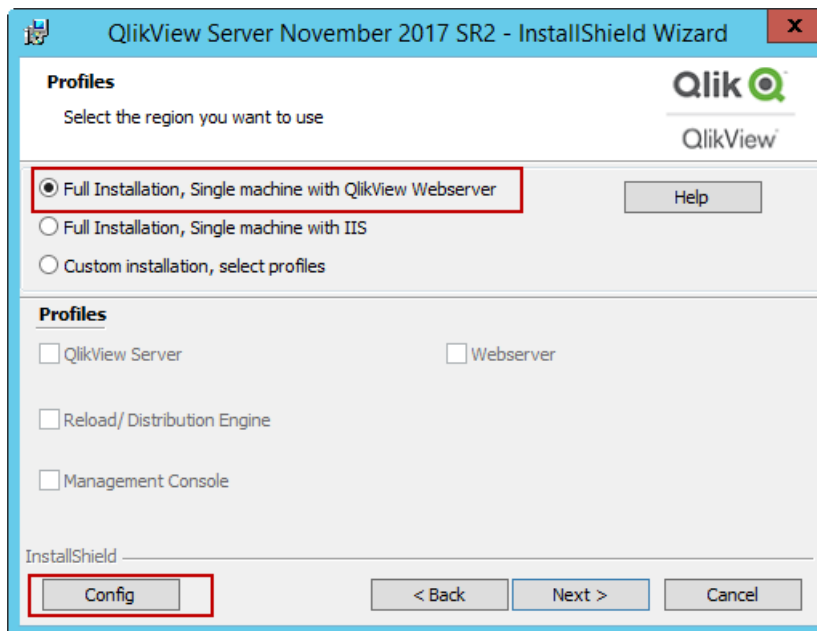 QlikView Server November 2017 SR2 - InstallShield Wizard
x
Profiles
Select the region you want to use
Qlik
QlikView
Full Installation, Single machine with QlikView Webserver
Help
Full Installation, Single machine with IIS
Custom installation, select profiles
Profiles
QlikView Server
Webserver
Reload/Distribution Engine
Management Console
InstallShield
Config
< Back
Next >
Cancel